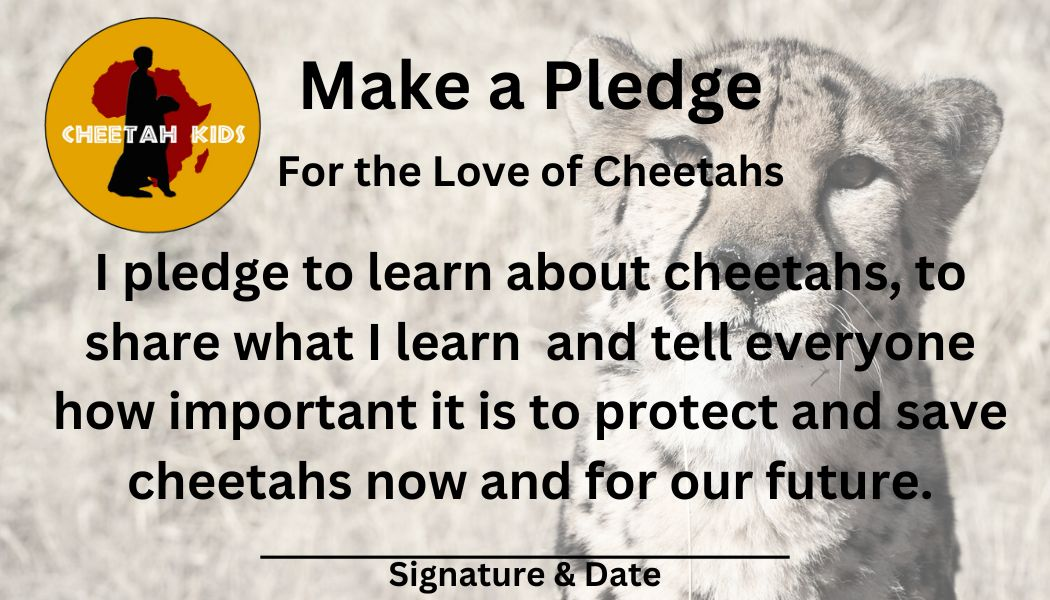 CHEETAH KIDS
Make a Pledge
For the Love of Cheetahs
I pledge to learn about cheetahs, to
share what I learn  and tell everyone
how important it is to protect and save
cheetahs now and for our future.
Signature & Date